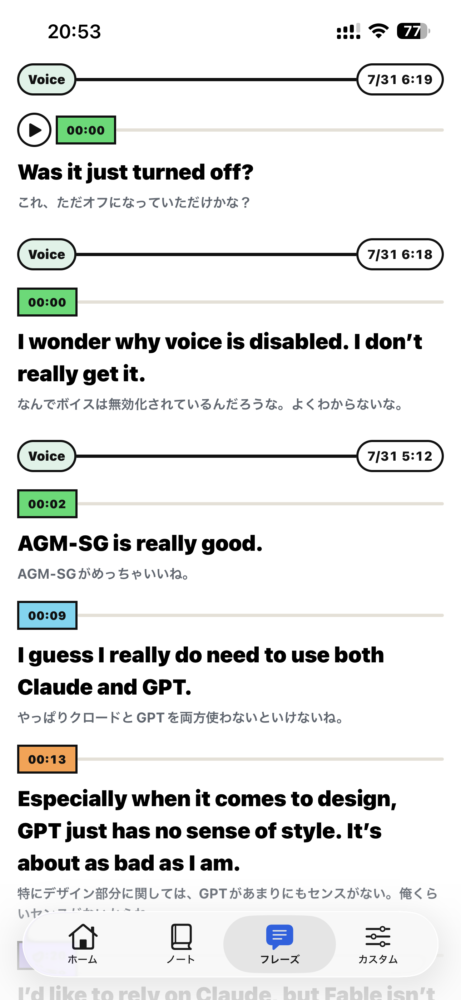 20:53
77
Voice
7/31 6:19
00:00
Was it just turned off?
これ、ただオフになっていただけかな？
Voice
7/31 6:18
00:00
I wonder why voice is disabled. I don’t
really get it.
なんでボイスは無効化されているんだろうな。よくわからないな。
Voice
7/31 5:12
00:02
AGM-SG is really good.
AGM-SGがめっちゃいいね。
00:09
I guess I really do need to use both
Claude and GPT.
やっぱりクロードとGPTを両方使わないといけないね。
00:13
Especially when it comes to design,
GPT just has no sense of style. It’s
about as bad as I am.
特にデザイン部分に関しては、GPTがあまりにもセンスがない。俺くら
ホーム
ノート
フレーズ
カスタム
I’d like to rely on Claude, but Fable isn’t